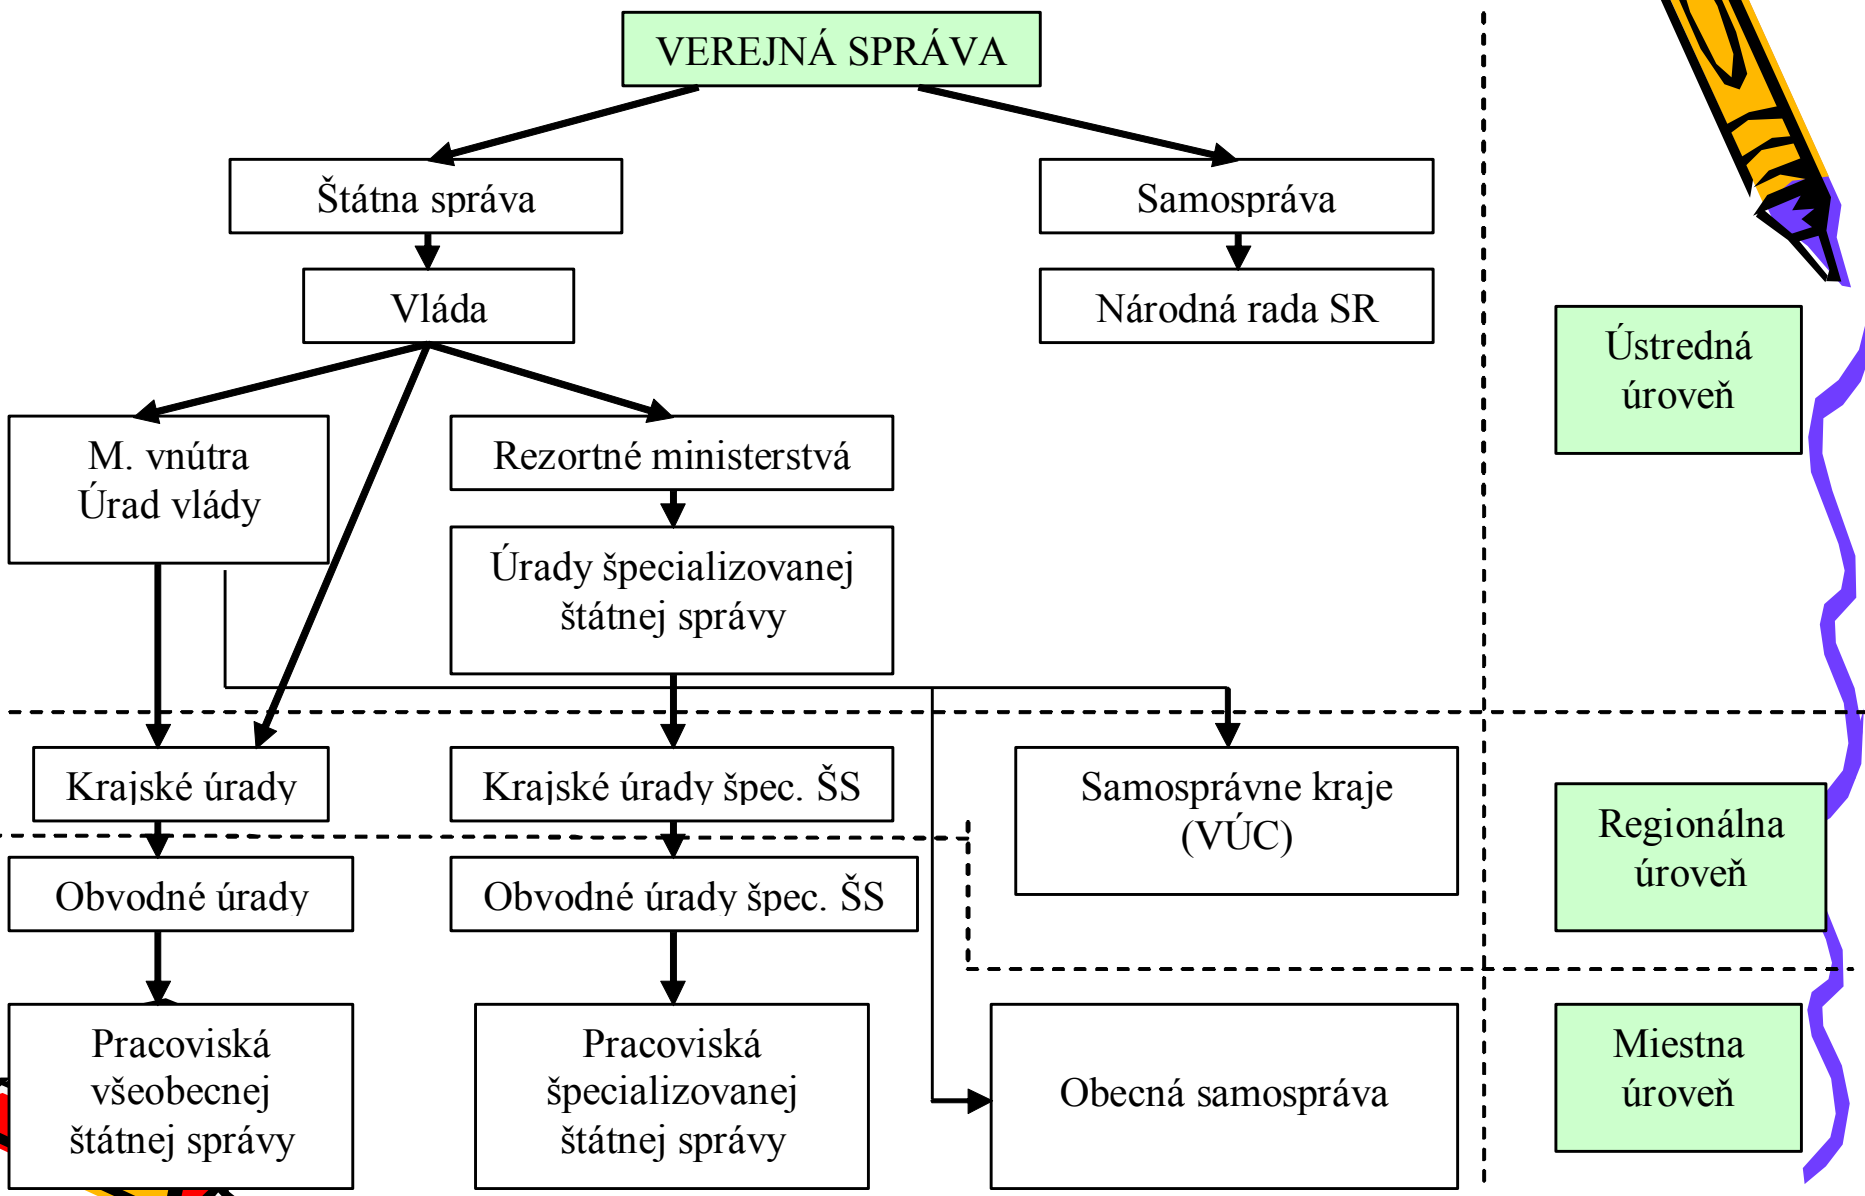 VEREJNÁ SPRÁVA
Štátna správa
Samospráva
Vláda
Národná rada SR
Ústredná
úroveň
M. vnútra
Úrad vlády
Rezortné ministerstvá
Úrady špecializovanej
štátnej správy
Krajské úrady
Krajské úrady špec. ŠS
Samosprávne kraje
(VÚC)
Regionálna
úroveň
Obvodné úrady
Obvodné úrady špec. ŠS
Pracoviská
všeobecnej
štátnej správy
Pracoviská
špecializovanej
štátnej správy
Obecná samospráva
Miestna
úroveň